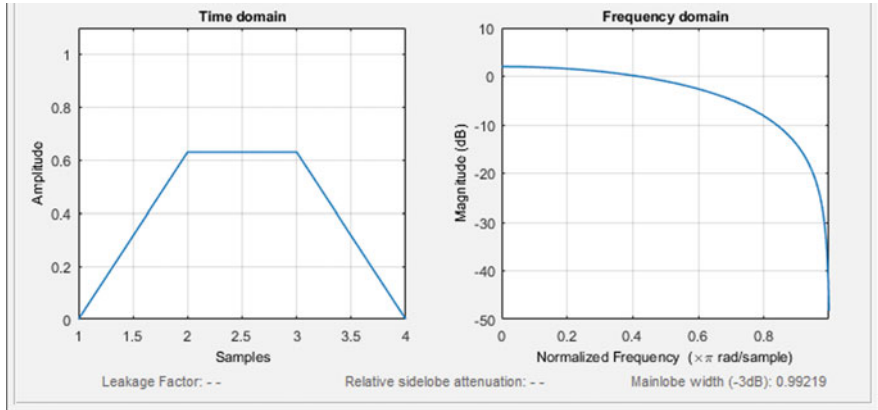 Time domain
1
0.8
0.6
0.4
0.2
0
Amplitude
1 1.5 2 2.5 3 3.5 4
Samples
Frequency domain
10
0
-10
-20
-30
-40
-50
Magnitude (dB)
0 0.2 0.4 0.6 0.8
Normalized Frequency (×π rad/sample)
Leakage Factor: - - Relative sidelobe attenuation: - - Mainlobe width (-3dB): 0.99219